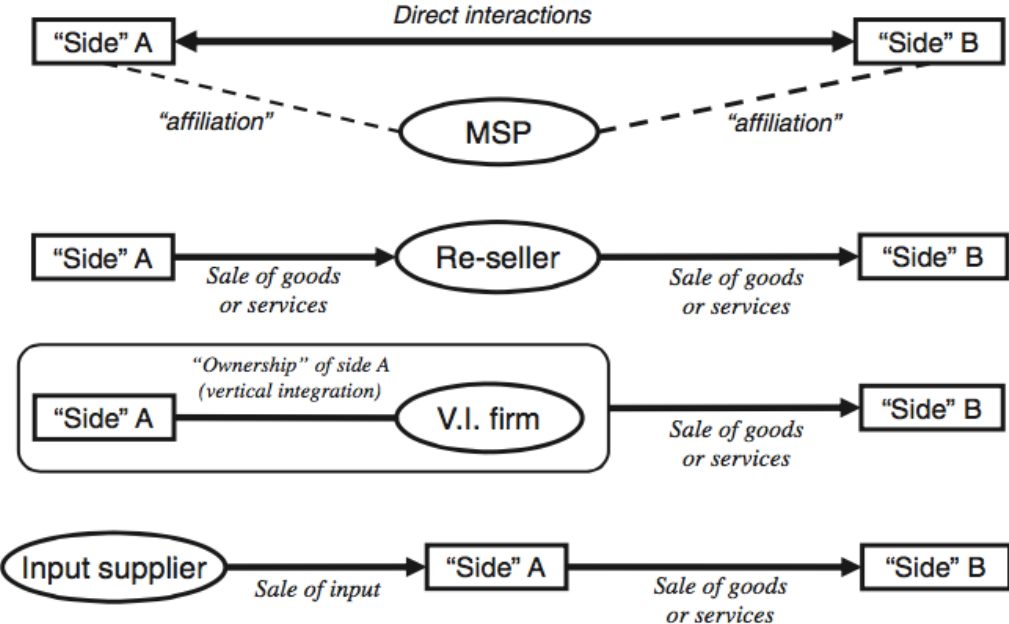 Direct interactions
“Side” A
“Side” B
“affiliation”
MSP
“affiliation”
“Side” A
Re-seller
“Side” B
Sale of goods
or services
Sale of goods
or services
“Ownership” of side A
(vertical integration)
“Side” A
V.I. firm
“Side” B
Sale of goods
or services
Input supplier
“Side” A
“Side” B
Sale of input
Sale of goods
or services